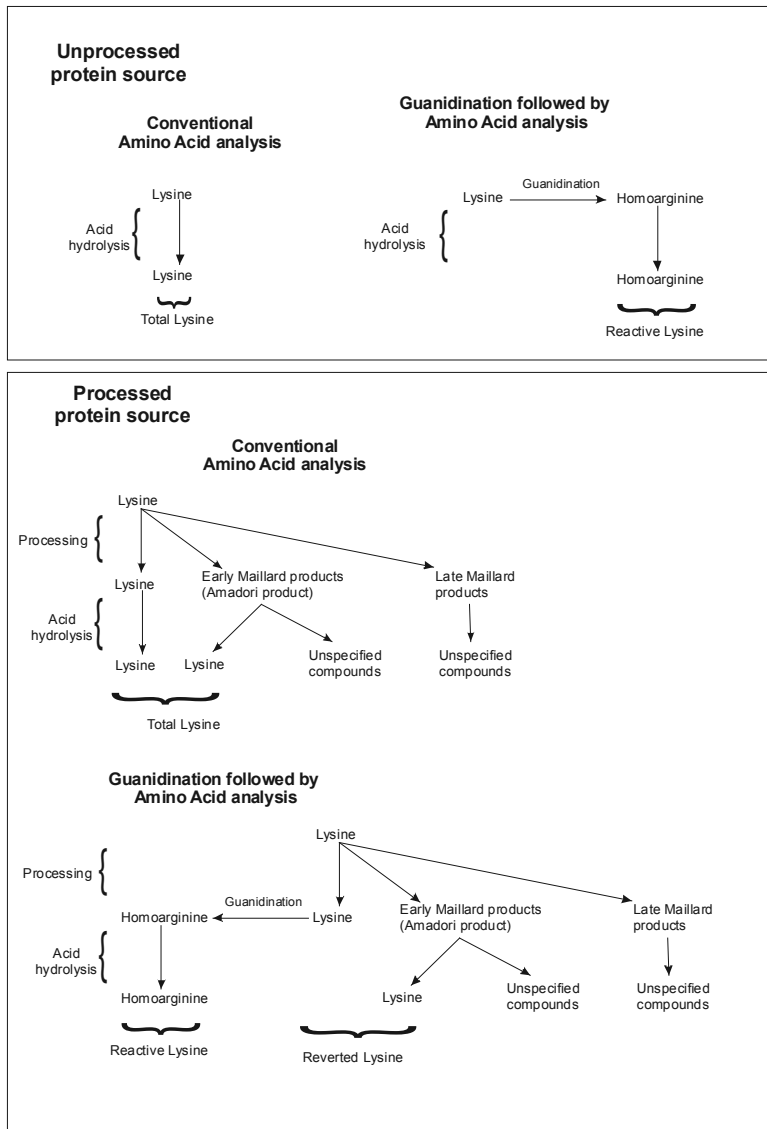 Unprocessed
protein source
Conventional
Amino Acid analysis
Lysine
Acid
hydrolysis
Lysine
Total Lysine
Guanidination followed by
Amino Acid analysis
Lysine
Guanidination
Homoarginine
Acid
hydrolysis
Homoarginine
Reactive Lysine
Processed
protein source
Conventional
Amino Acid analysis
Lysine
Processing
Lysine
Early Maillard products
(Amadori product)
Late Maillard
products
Acid
hydrolysis
Lysine
Lysine
Unspecified
compounds
Unspecified
compounds
Total Lysine
Guanidination followed by
Amino Acid analysis
Lysine
Processing
Guanidination
Homoarginine
Lysine
Early Maillard products
(Amadori product)
Late Maillard
products
Acid
hydrolysis
Homoarginine
Lysine
Unspecified
compounds
Unspecified
compounds
Reactive Lysine
Reverted Lysine